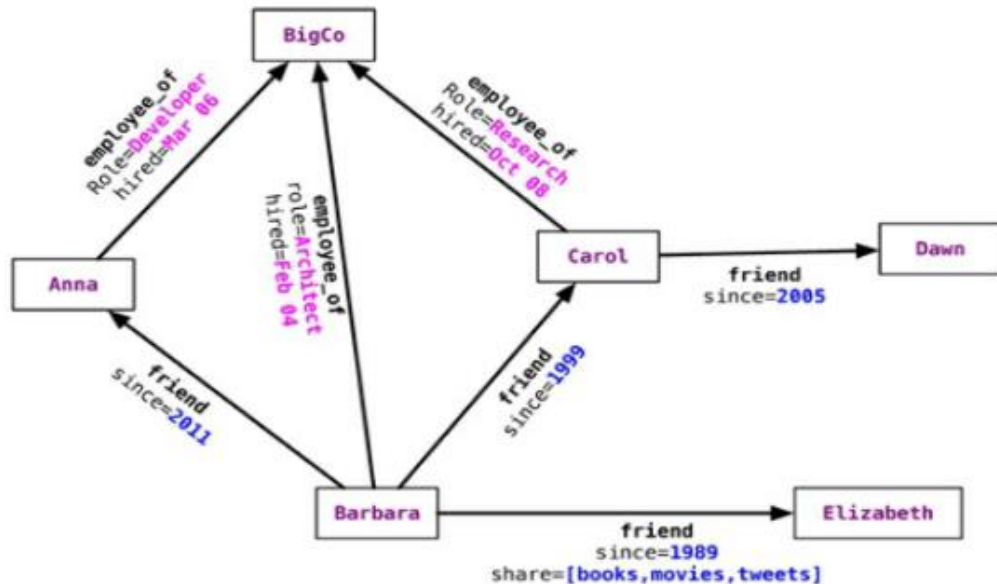 BigCo
employee_of
Role=Developer
hired=Mar 06
employee_of
role=Architect
hired=Feb 04
employee_of
Role=Research
hired=Oct 08
Anna
Carol
Dawn
friend
since=2005
friend
since=2011
friend
since=1999
Barbara
Elizabeth
friend
since=1989
share=[books,movies,tweets]